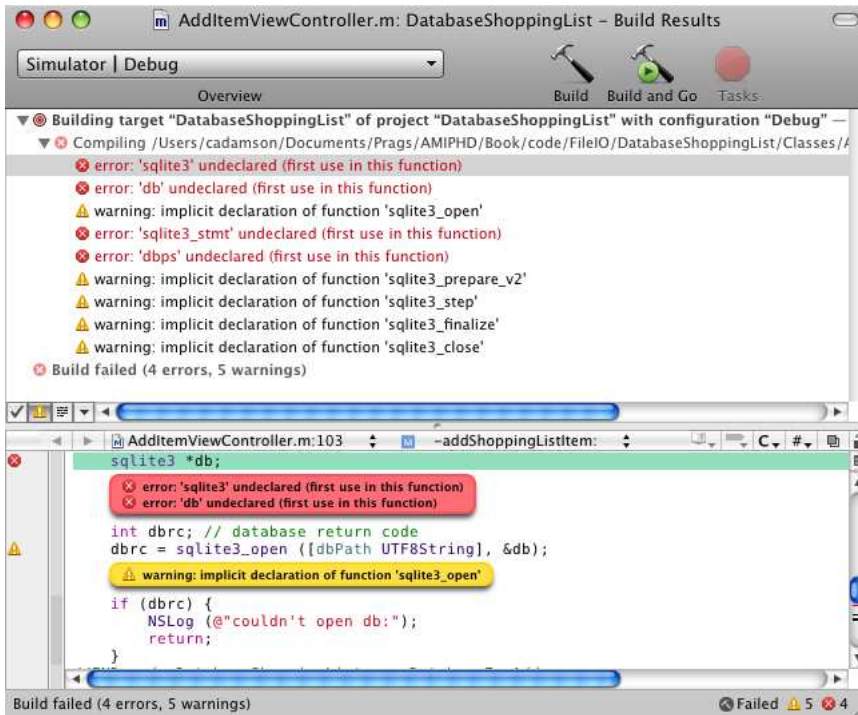 AddItemViewController.m: DatabaseShoppingList – Build Results
Simulator | Debug
Overview
Build
Build and Go
Tasks
Building target “DatabaseShoppingList” of project “DatabaseShoppingList” with configuration “Debug” —
Compiling /Users/cadamson/Documents/Prags/AMIPHD/Book/code/FileIO/DatabaseShoppingList/Classes/
error: 'sqlite3' undeclared (first use in this function)
error: 'db' undeclared (first use in this function)
warning: implicit declaration of function 'sqlite3_open'
error: 'sqlite3_stmt' undeclared (first use in this function)
error: 'dbps' undeclared (first use in this function)
warning: implicit declaration of function 'sqlite3_prepare_v2'
warning: implicit declaration of function 'sqlite3_step'
warning: implicit declaration of function 'sqlite3_finalize'
warning: implicit declaration of function 'sqlite3_close'
Build failed (4 errors, 5 warnings)
AddItemViewController.m:103
M
-addShoppingListItem:
C
#
sqlite3 *db;
error: 'sqlite3' undeclared (first use in this function)
error: 'db' undeclared (first use in this function)
int dbrc; // database return code
dbrc = sqlite3_open ([dbPath UTF8String], &db);
warning: implicit declaration of function 'sqlite3_open'
if (dbrc) {
NSLog (@"couldn't open db:");
return;
}
Build failed (4 errors, 5 warnings)
Failed
5
4